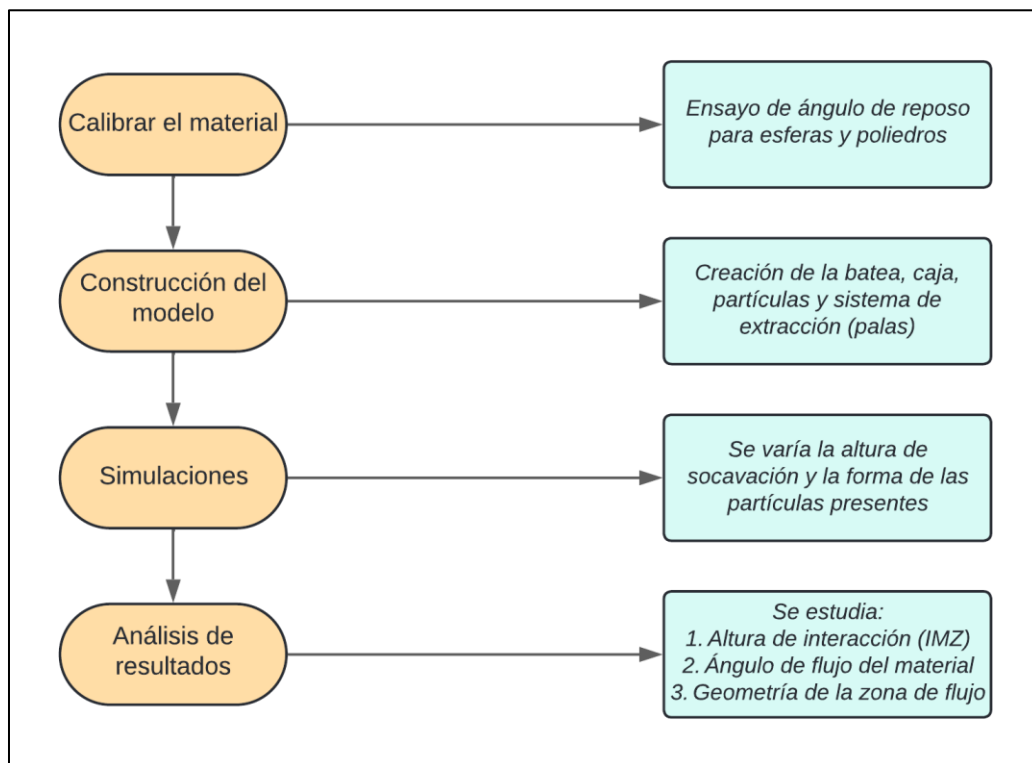 Calibrar el material
Ensayo de ángulo de reposo
para esferas y poliedros
Construcción del
modelo
Creación de la batea, caja,
partículas y sistema de
extracción (palas)
Simulaciones
Se varía la altura de
socavación y la forma de las
partículas presentes
Análisis de
resultados
Se estudia:
1. Altura de interacción (IMZ)
2. Ángulo de flujo del material
3. Geometría de la zona de flujo